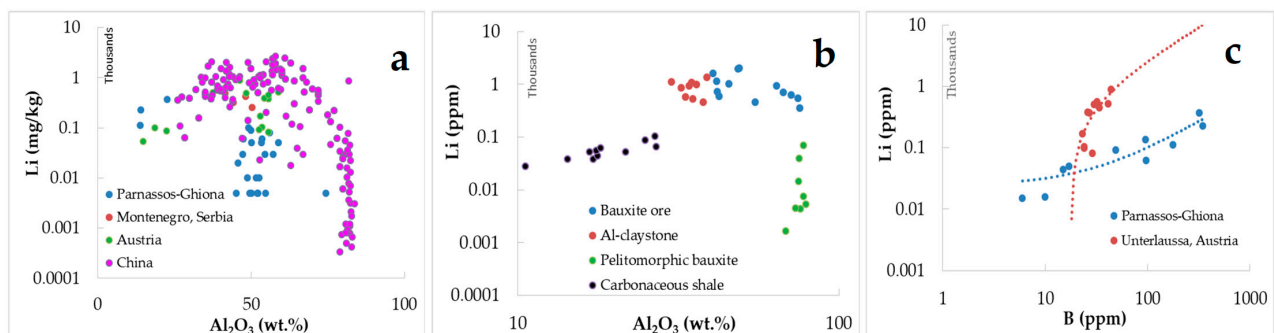 a
Thousands
Li (mg/kg)
10
1
0.1
0.01
0.001
0.0001
0
50
100
Al₂O₃ (wt.%)
Parnassos-Ghiona
Montenegro, Serbia
Austria
China
b
Thousands
Li (ppm)
10
1
0.1
0.01
0.001
0.0001
10
100
Al₂O₃ (wt.%)
Bauxite ore
Al-claystone
Pelitomorphic bauxite
Carbonaceous shale
c
Thousands
Li (ppm)
10
1
0.1
0.01
0.001
1
10
100
1000
B (ppm)
Parnassos-Ghiona
Unterlaussa, Austria